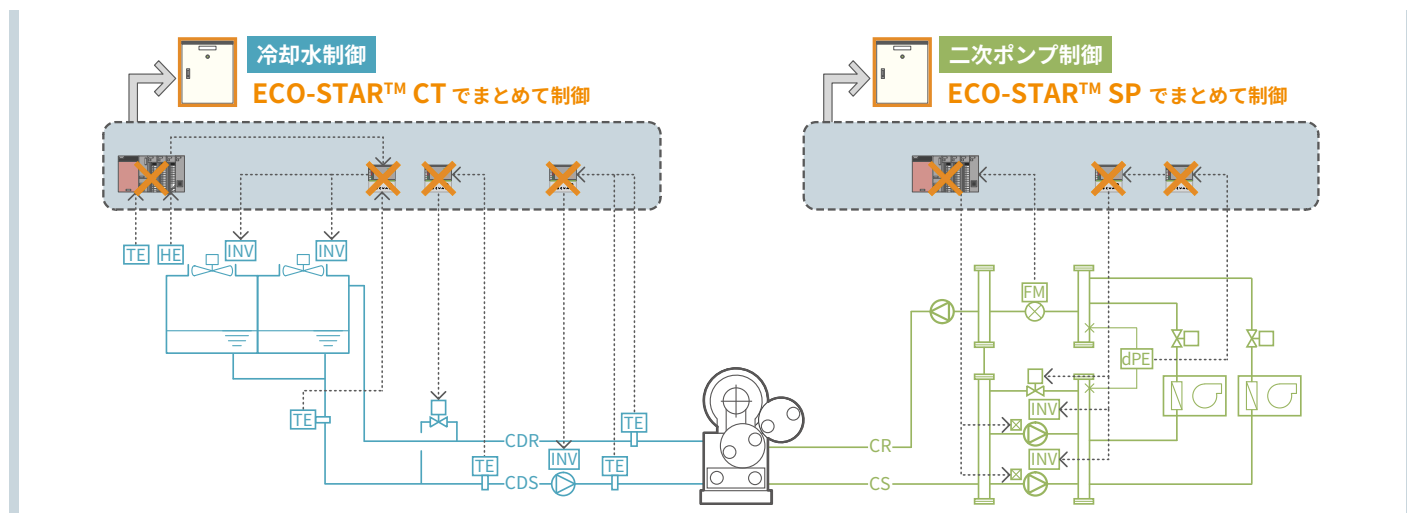 冷却水制御
ECO-STAR™ CT でまとめて制御
二次ポンプ制御
ECO-STAR™ SP でまとめて制御
TE
HE
INV
INV
FM
dPE
TE
INV
TE
CDR
CR
INV
TE
INV
TE
CDS
CS